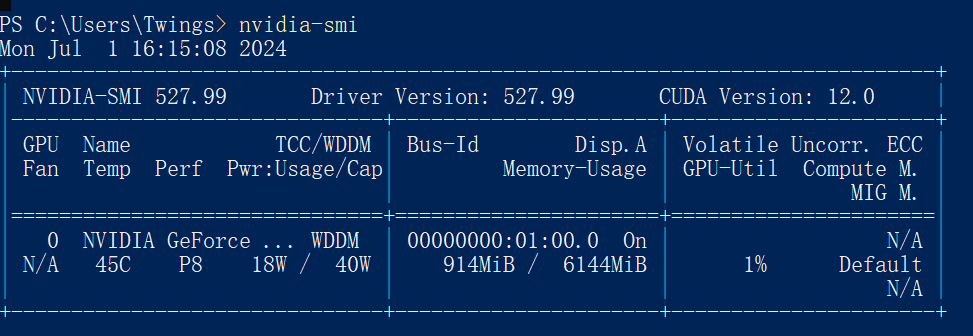 PS C:\Users\Twings> nvidia-smi
Mon Jul  1 16:15:08 2024
NVIDIA-SMI 527.99       Driver Version: 527.99       CUDA Version: 12.0
GPU  Name            TCC/WDDM | Bus-Id        Disp.A | Volatile Uncorr. ECC
Fan  Temp  Perf  Pwr:Usage/Cap|         Memory-Usage | GPU-Util  Compute M.
MIG M.
0  NVIDIA GeForce ...  WDDM  | 00000000:01:00.0  On |                  N/A
N/A   45C    P8    18W /  40W |    914MiB /  6144MiB |      1%      Default
N/A